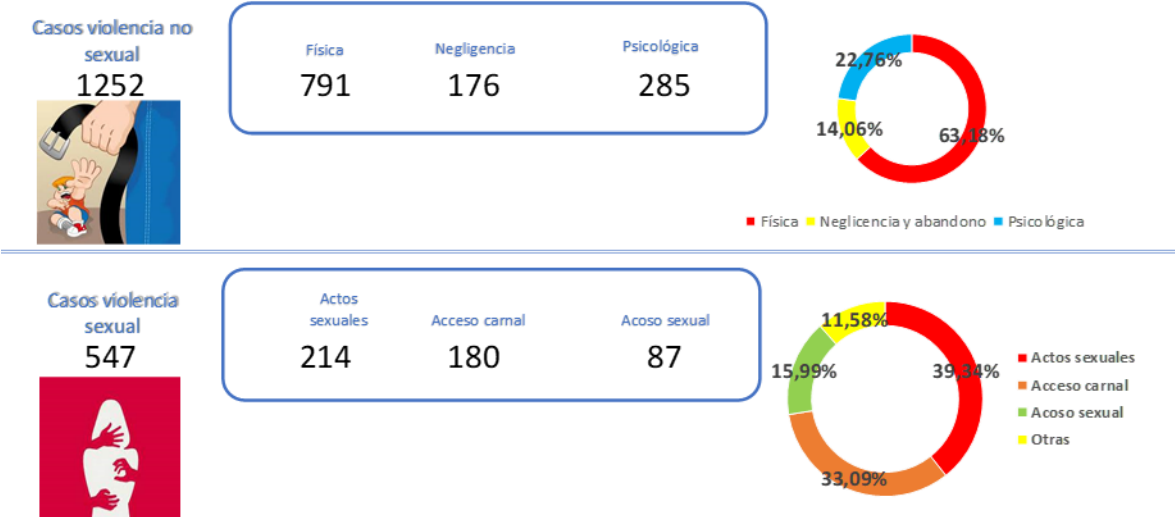 Casos violencia no
sexual
1252
Física
Negligencia
Psicológica
791
176
285
22,76%
14,06%
63,18%
Física
Neglicencia y abandono
Psicológica
Casos violencia
sexual
547
Actos
sexuales
Acceso carnal
Acoso sexual
214
180
87
11,58%
15,99%
39,34%
33,09%
Actos sexuales
Acceso carnal
Acoso sexual
Otras